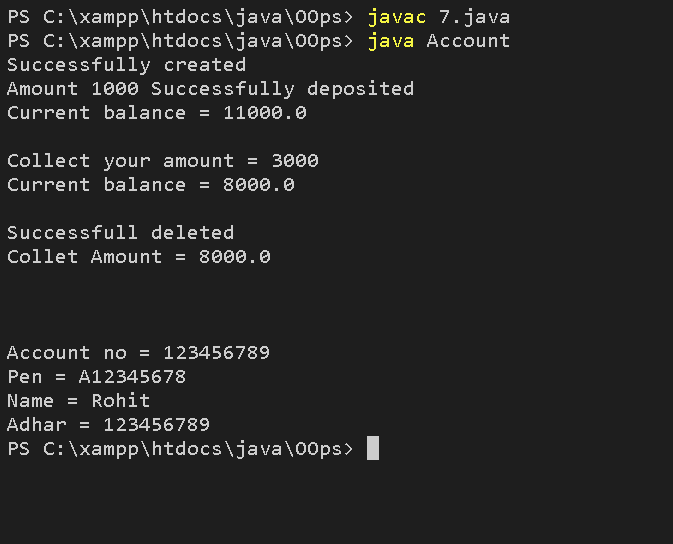 PS C:\xampp\htdocs\java\OOps> javac 7.java
PS C:\xampp\htdocs\java\OOps> java Account
Successfully created
Amount 1000 Successfully deposited
Current balance = 11000.0
Collect your amount = 3000
Current balance = 8000.0
Successfull deleted
Collet Amount = 8000.0
Account no = 123456789
Pen = A12345678
Name = Rohit
Adhar = 123456789
PS C:\xampp\htdocs\java\OOps>